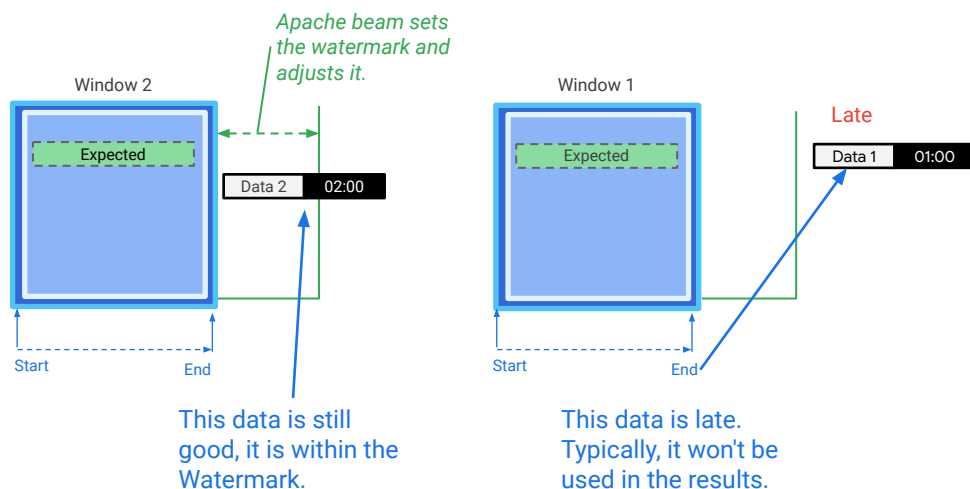 Apache beam sets
the watermark and
adjusts it.
Window 2
Expected
Data 2 02:00
Start
End
This data is still
good, it is within the
Watermark.
Window 1
Late
Expected
Data 1 01:00
Start
End
This data is late.
Typically, it won't be
used in the results.